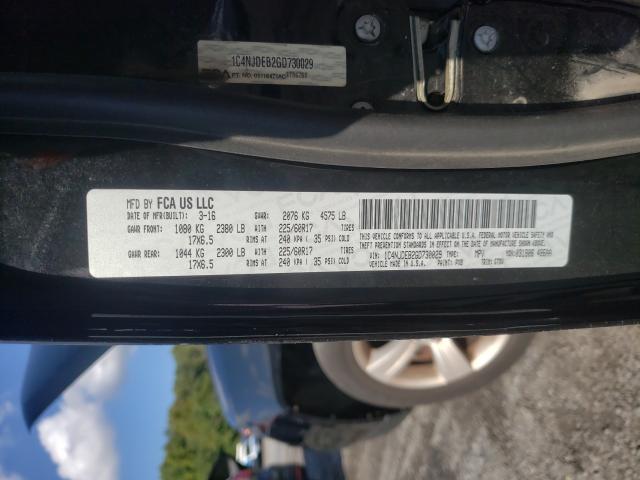 1C4NJDEB2GD730029
MFD BY FCA US LLC
DATE OF MFR(BUILT): 3-16 GVWR: 2076 KG 4575 LB
GAWR FRONT: 1080 KG 2380 LB 225/60R17 TIRES
17X6.5 RIMS AT 240 KPA ( 35 PSI) COLD
GAWR REAR: 1044 KG 2300 LB 225/60R17 TIRES
17X6.5 RIMS AT 240 KPA ( 35 PSI) COLD
THIS VEHICLE CONFORMS TO ALL APPLICABLE U.S.A. FEDERAL MOTOR VEHICLE SAFETY
AND THEFT PREVENTION STANDARDS IN EFFECT ON THE DATE OF MANUFACTURE SHOWN ABOVE.
VIN: 1C4NJDEB2GD730029 TYPE: MPV
MADE IN U.S.A. PAINT: PXB TRIM: